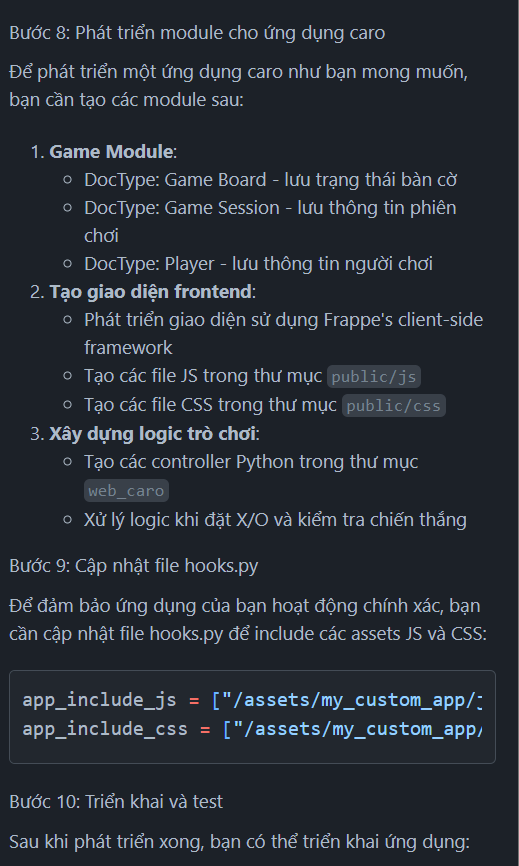 Bước 8: Phát triển module cho ứng dụng caro
Để phát triển một ứng dụng caro như bạn mong muốn,
bạn cần tạo các module sau:
1. Game Module:
○ DocType: Game Board - lưu trạng thái bàn cờ
○ DocType: Game Session - lưu thông tin phiên
chơi
○ DocType: Player - lưu thông tin người chơi
2. Tạo giao diện frontend:
○ Phát triển giao diện sử dụng Frappe's client-side
framework
○ Tạo các file JS trong thư mục public/js
○ Tạo các file CSS trong thư mục public/css
3. Xây dựng logic trò chơi:
○ Tạo các controller Python trong thư mục
web_caro
○ Xử lý logic khi đặt X/O và kiểm tra chiến thắng
Bước 9: Cập nhật file hooks.py
Để đảm bảo ứng dụng của bạn hoạt động chính xác, bạn
cần cập nhật file hooks.py để include các assets JS và CSS:
app_include_js = ["/assets/my_custom_app/j
app_include_css = ["/assets/my_custom_app/
Bước 10: Triển khai và test
Sau khi phát triển xong, bạn có thể triển khai ứng dụng: